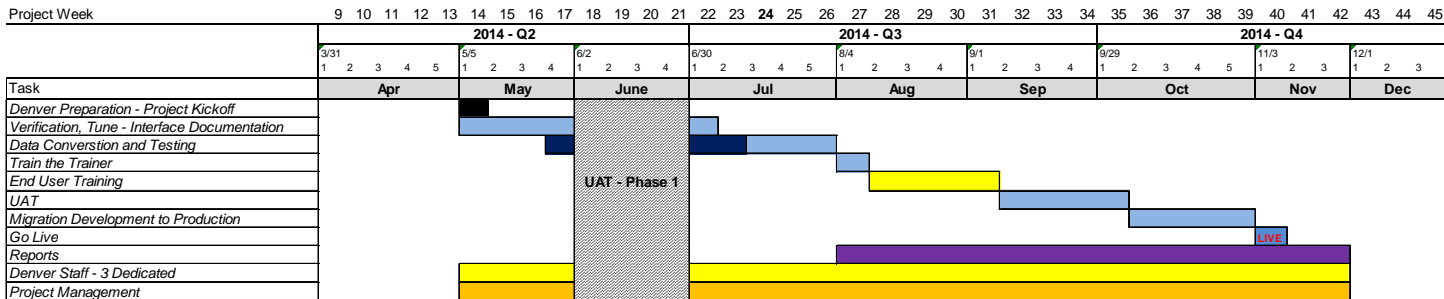 Project Week 9 10 11 12 13 14 15 16 17 18 19 20 21 22 23 24 25 26 27 28 29 30 31 32 33 34 35 36 37 38 39 40 41 42 43 44 45
2014 - Q2 2014 - Q3 2014 - Q4
3/31 5/5 6/2 6/30 8/4 9/1 9/29 11/3 12/1
1 2 3 4 5 1 2 3 4 1 2 3 4 1 2 3 4 5 1 2 3 4 1 2 3 4 1 2 3 4 5 1 2 3 1 2 3
Task Apr May June Jul Aug Sep Oct Nov Dec
Denver Preparation - Project Kickoff
Verification, Tune - Interface Documentation
Data Converstion and Testing
Train the Trainer
End User Training UAT - Phase 1
UAT
Migration Development to Production
Go Live LIVE
Reports
Denver Staff - 3 Dedicated
Project Management